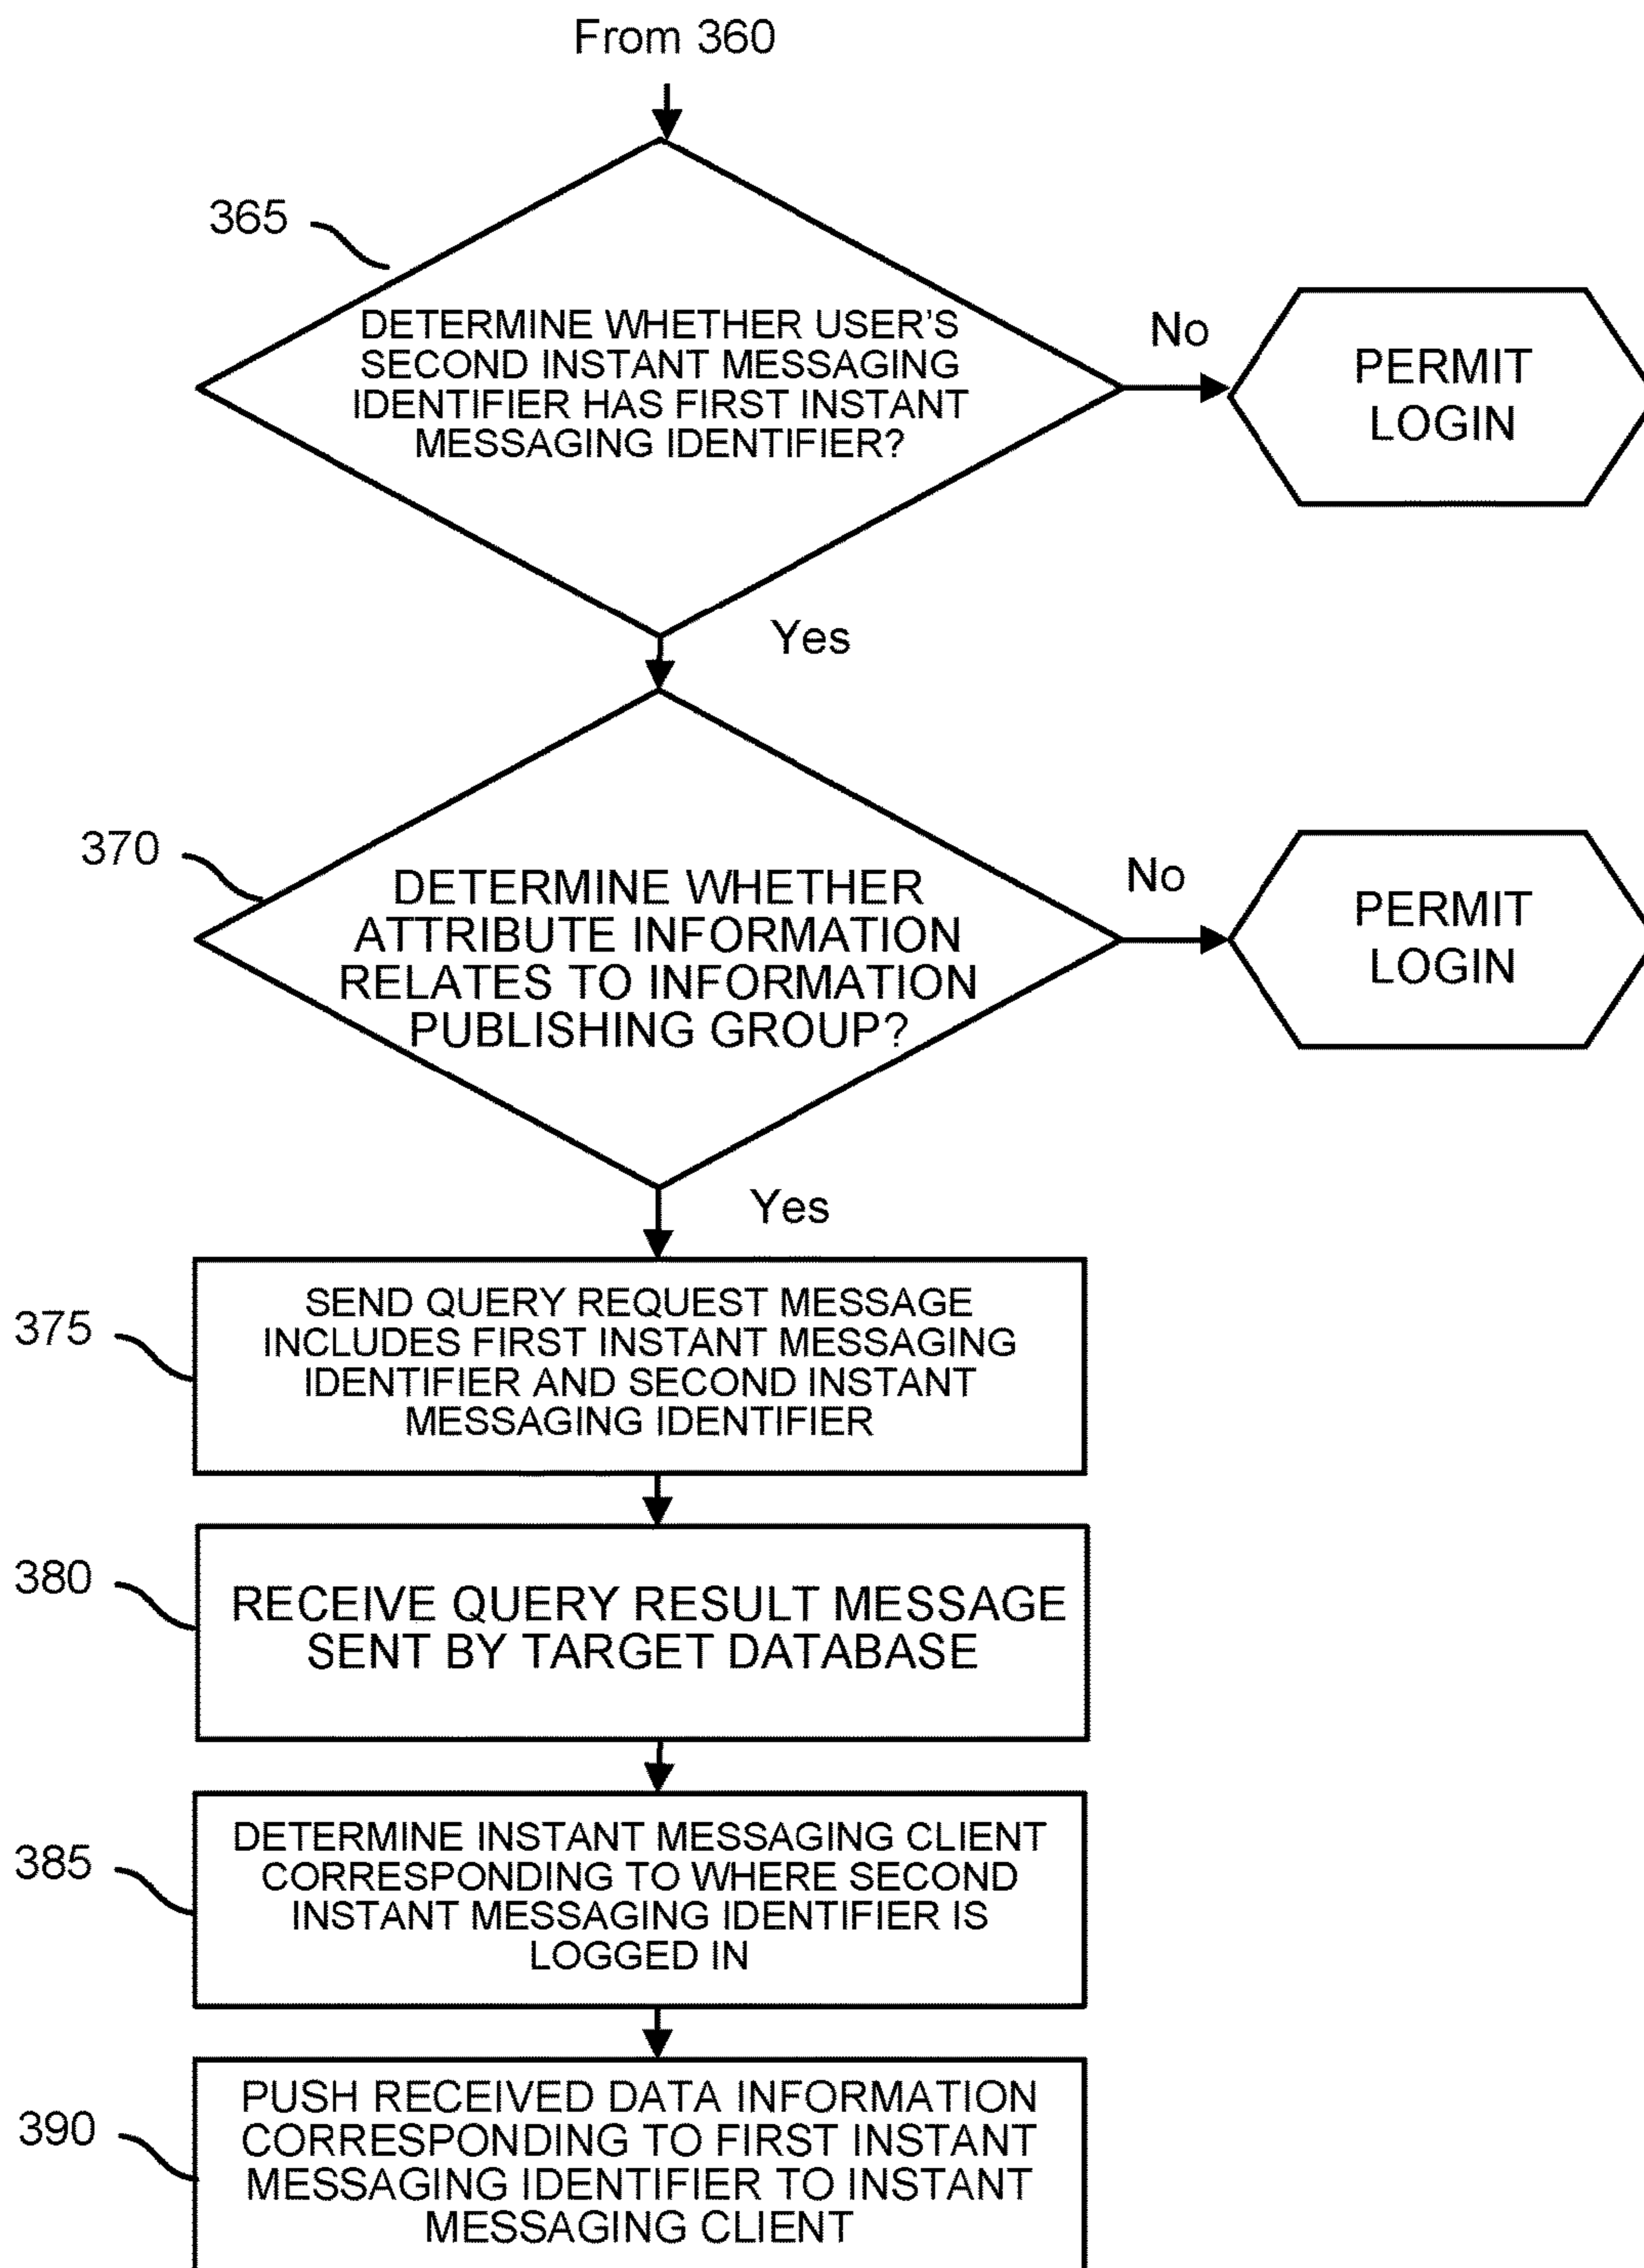 From 360
365
DETERMINE WHETHER USER'S
SECOND INSTANT MESSAGING
IDENTIFIER HAS FIRST INSTANT
MESSAGING IDENTIFIER?
No
PERMIT
LOGIN
Yes
370
DETERMINE WHETHER
ATTRIBUTE INFORMATION
RELATES TO INFORMATION
PUBLISHING GROUP?
No
PERMIT
LOGIN
Yes
375
SEND QUERY REQUEST MESSAGE
INCLUDES FIRST INSTANT MESSAGING
IDENTIFIER AND SECOND INSTANT
MESSAGING IDENTIFIER
380
RECEIVE QUERY RESULT MESSAGE
SENT BY TARGET DATABASE
385
DETERMINE INSTANT MESSAGING CLIENT
CORRESPONDING TO WHERE SECOND
INSTANT MESSAGING IDENTIFIER IS
LOGGED IN
390
PUSH RECEIVED DATA INFORMATION
CORRESPONDING TO FIRST INSTANT
MESSAGING IDENTIFIER TO INSTANT
MESSAGING CLIENT